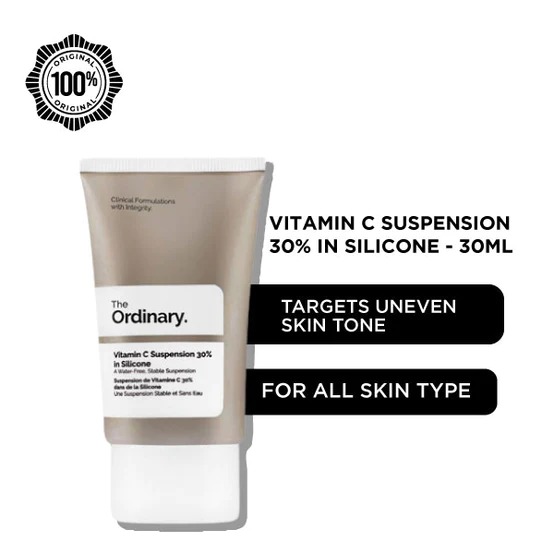 ORIGINAL
100%
ORIGINAL
Clinical Formulations
with Integrity.
The
Ordinary.
Vitamin C Suspension 30%
in Silicone
A Water-Free, Stable Suspension
Suspension de Vitamine C 30%
dans de la Silicone
Une Suspension Stable et Sans Eau
VITAMIN C SUSPENSION
30% IN SILICONE - 30ML
TARGETS UNEVEN
SKIN TONE
FOR ALL SKIN TYPE